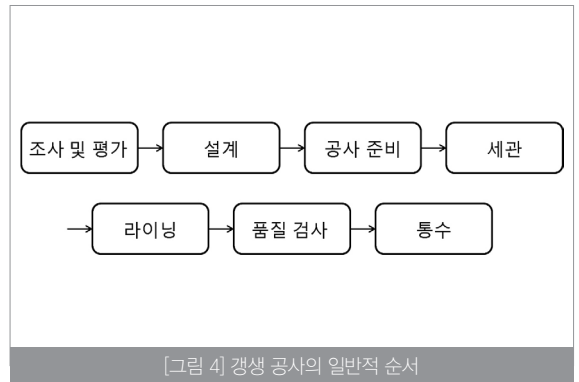 조사 및 평가 설계 공사 준비 세관
라이닝 품질 검사 통수
[그림 4] 갱생 공사의 일반적 순서